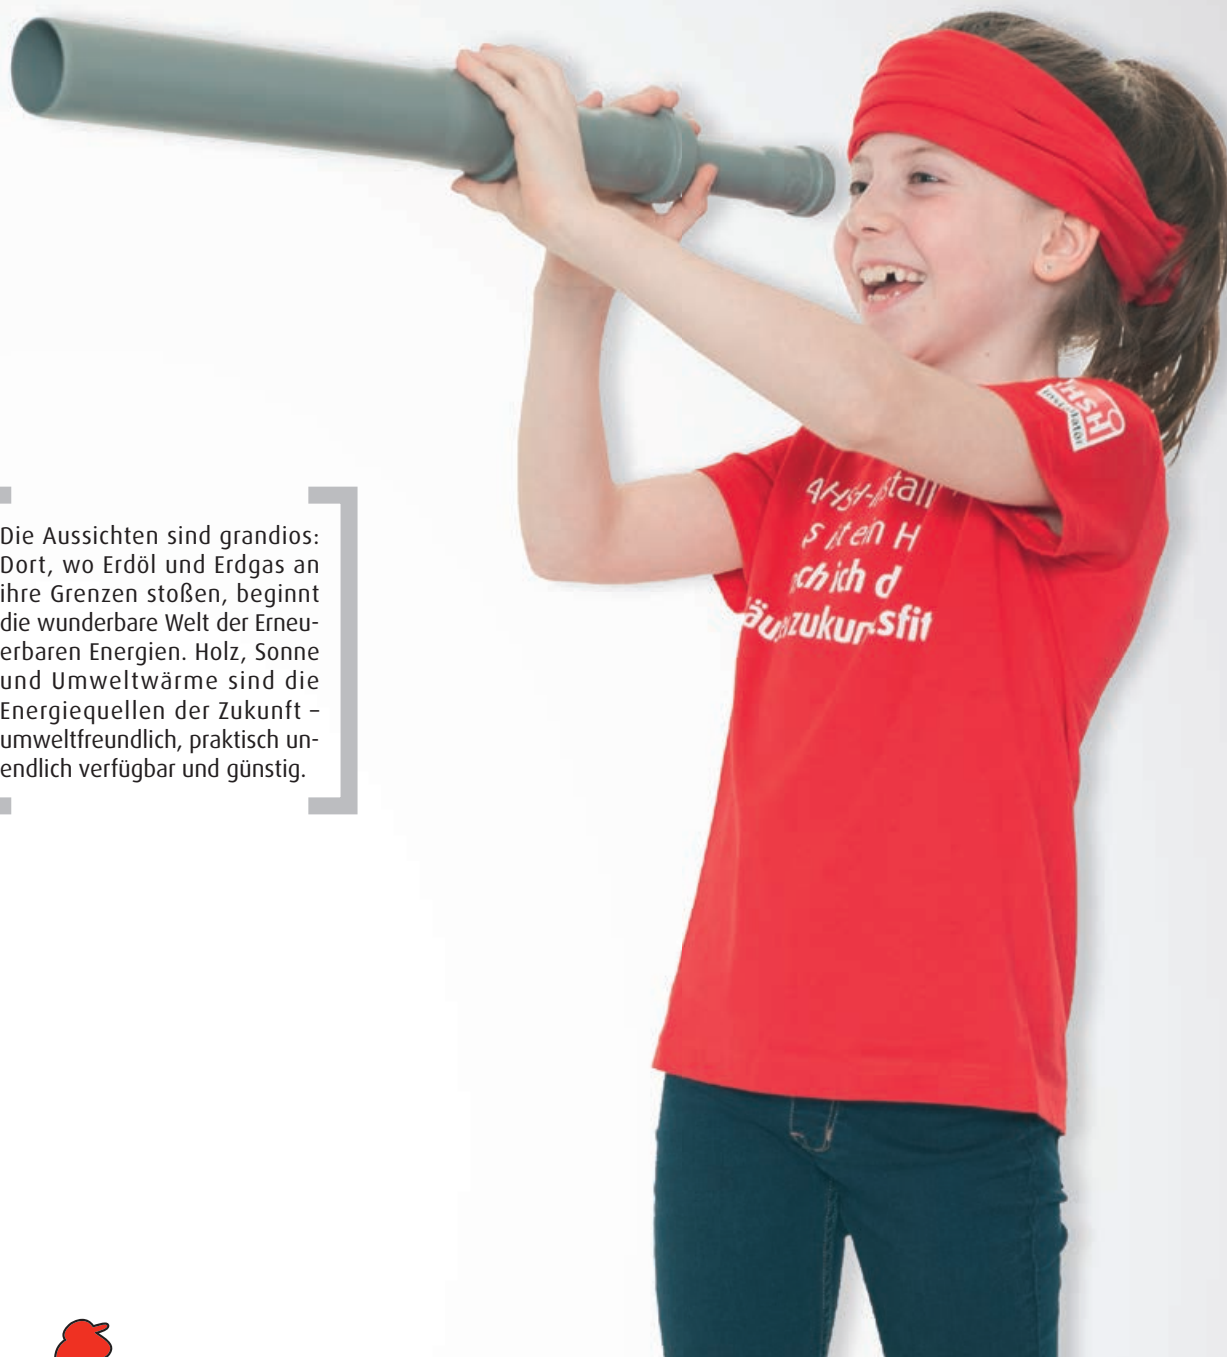 Die Aussichten sind grandios:
Dort, wo Erdöl und Erdgas an
ihre Grenzen stoßen, beginnt
die wunderbare Welt der Erneu-
erbaren Energien. Holz, Sonne
und Umweltwärme sind die
Energiequellen der Zukunft –
umweltfreundlich, praktisch un-
endlich verfügbar und günstig.
ich